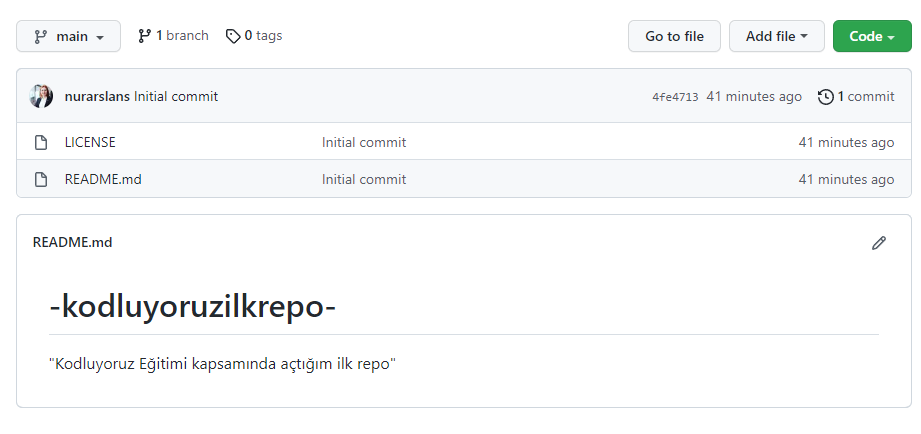 main 1 branch 0 tags Go to file Add file Code
nurarslans Initial commit 4fe4713 41 minutes ago 1 commit
LICENSE Initial commit 41 minutes ago
README.md Initial commit 41 minutes ago
README.md
-kodluyoruzilkrepo-
"Kodluyoruz Eğitimi kapsamında açtığım ilk repo"